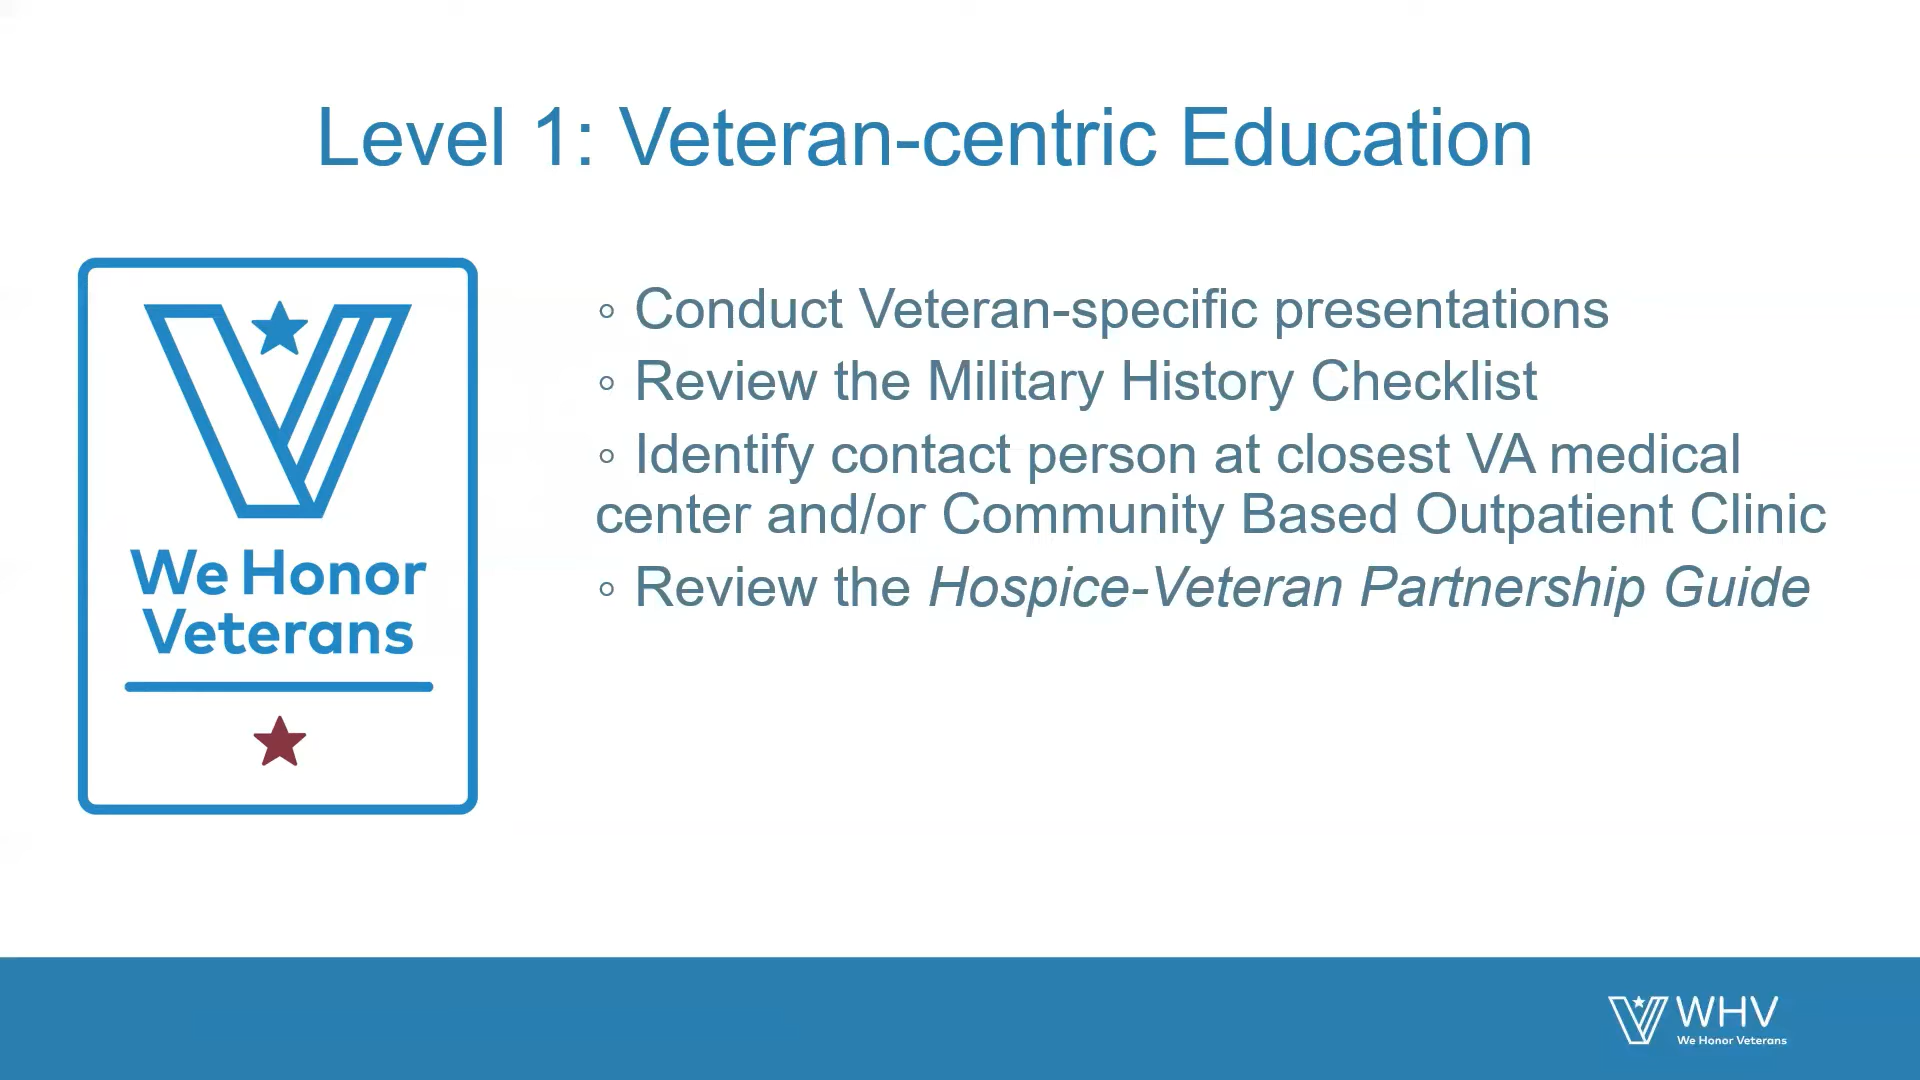 Level 1: Veteran-centric Education
We Honor
Veterans
◦ Conduct Veteran-specific presentations
◦ Review the Military History Checklist
◦ Identify contact person at closest VA medical
center and/or Community Based Outpatient Clinic
◦ Review the Hospice-Veteran Partnership Guide
WHV
We Honor Veterans